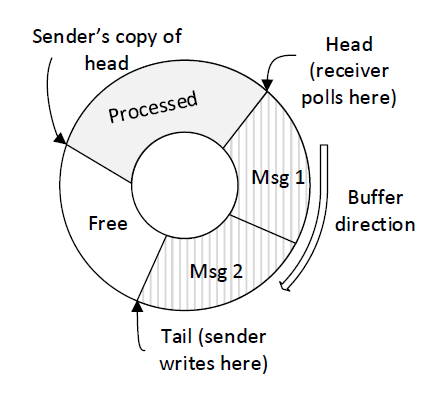 Sender's copy of
head
Head
(receiver
polls here)
Processed
Msg 1
Buffer
direction
Free
Msg 2
Tail (sender
writes here)